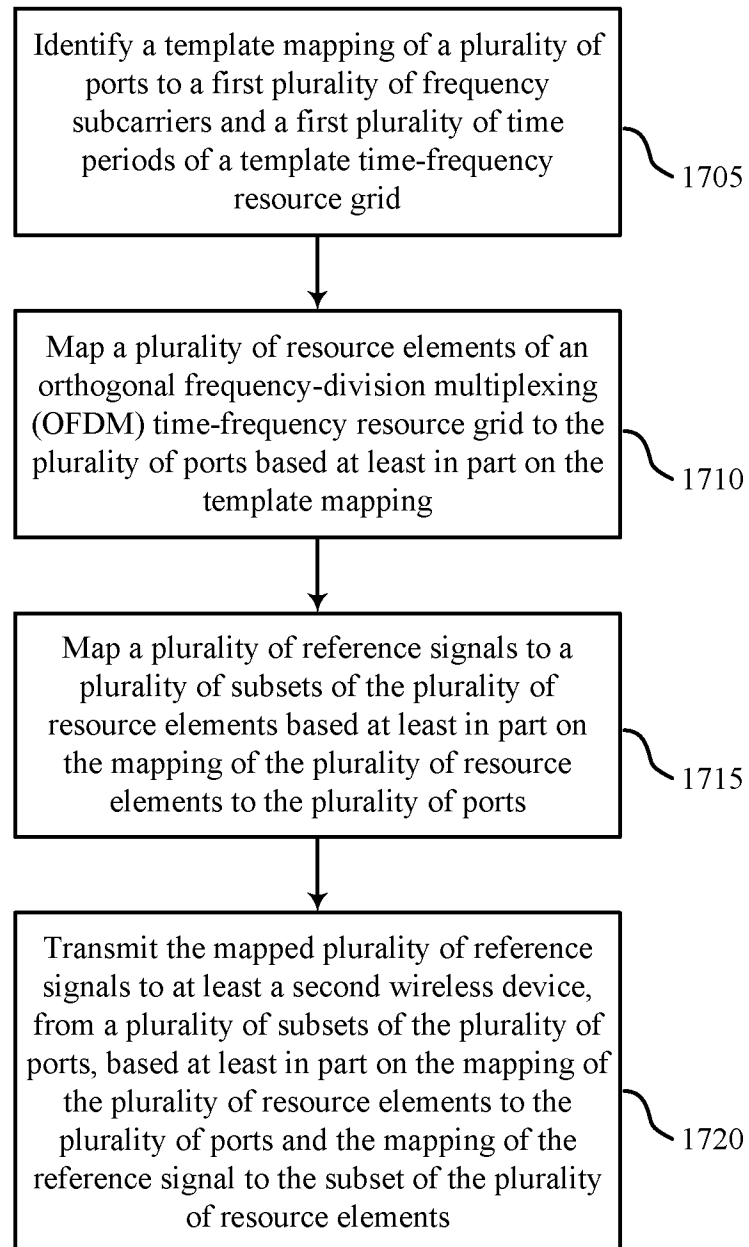 Identify a template mapping of a plurality of
ports to a first plurality of frequency
subcarriers and a first plurality of time
periods of a template time-frequency
resource grid
1705
Map a plurality of resource elements of an
orthogonal frequency-division multiplexing
(OFDM) time-frequency resource grid to the
plurality of ports based at least in part on the
template mapping
1710
Map a plurality of reference signals to a
plurality of subsets of the plurality of
resource elements based at least in part on
the mapping of the plurality of resource
elements to the plurality of ports
1715
Transmit the mapped plurality of reference
signals to at least a second wireless device,
from a plurality of subsets of the plurality of
ports, based at least in part on the mapping of
the plurality of resource elements to the
plurality of ports and the mapping of the
reference signal to the subset of the plurality
of resource elements
1720